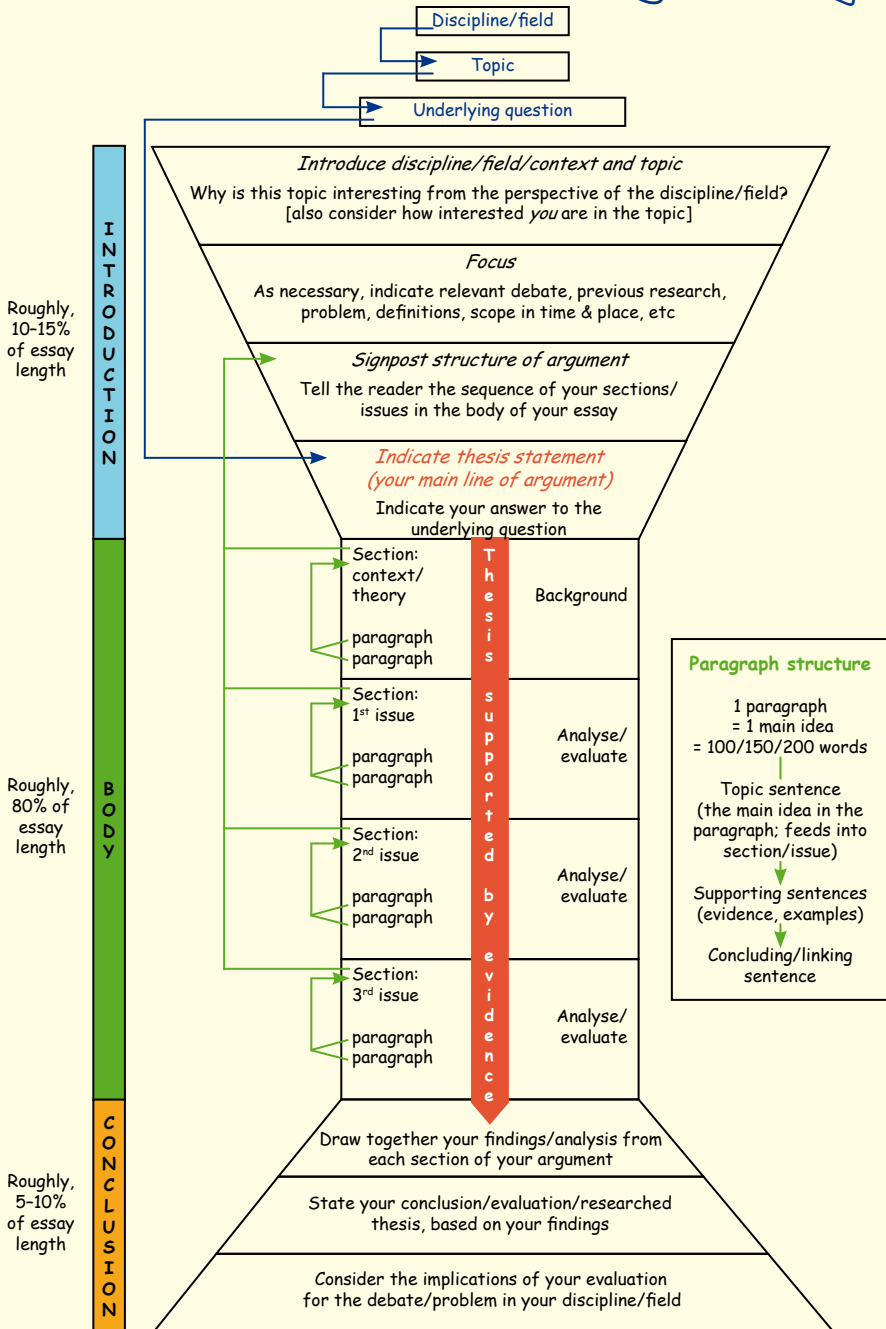 Discipline/field
Topic
Underlying question
INTRODUCTION
Roughly,
10–15%
of essay
length
Introduce discipline/field/context and topic
Why is this topic interesting from the perspective of the discipline/field?
[also consider how interested you are in the topic]
Focus
As necessary, indicate relevant debate, previous research,
problem, definitions, scope in time & place, etc
Signpost structure of argument
Tell the reader the sequence of your sections/
issues in the body of your essay
Indicate thesis statement
(your main line of argument)
Indicate your answer to the
underlying question
BODY
Roughly,
80% of
essay
length
Thesis supported by evidence
Section:
context/
theory
paragraph
paragraph
Background
Section:
1st issue
paragraph
paragraph
Analyse/
evaluate
Section:
2nd issue
paragraph
paragraph
Analyse/
evaluate
Section:
3rd issue
paragraph
paragraph
Analyse/
evaluate
Paragraph structure
1 paragraph
= 1 main idea
= 100/150/200 words
Topic sentence
(the main idea in the
paragraph; feeds into
section/issue)
Supporting sentences
(evidence, examples)
Concluding/linking
sentence
CONCLUSION
Roughly,
5–10%
of essay
length
Draw together your findings/analysis from
each section of your argument
State your conclusion/evaluation/researched
thesis, based on your findings
Consider the implications of your evaluation
for the debate/problem in your discipline/field